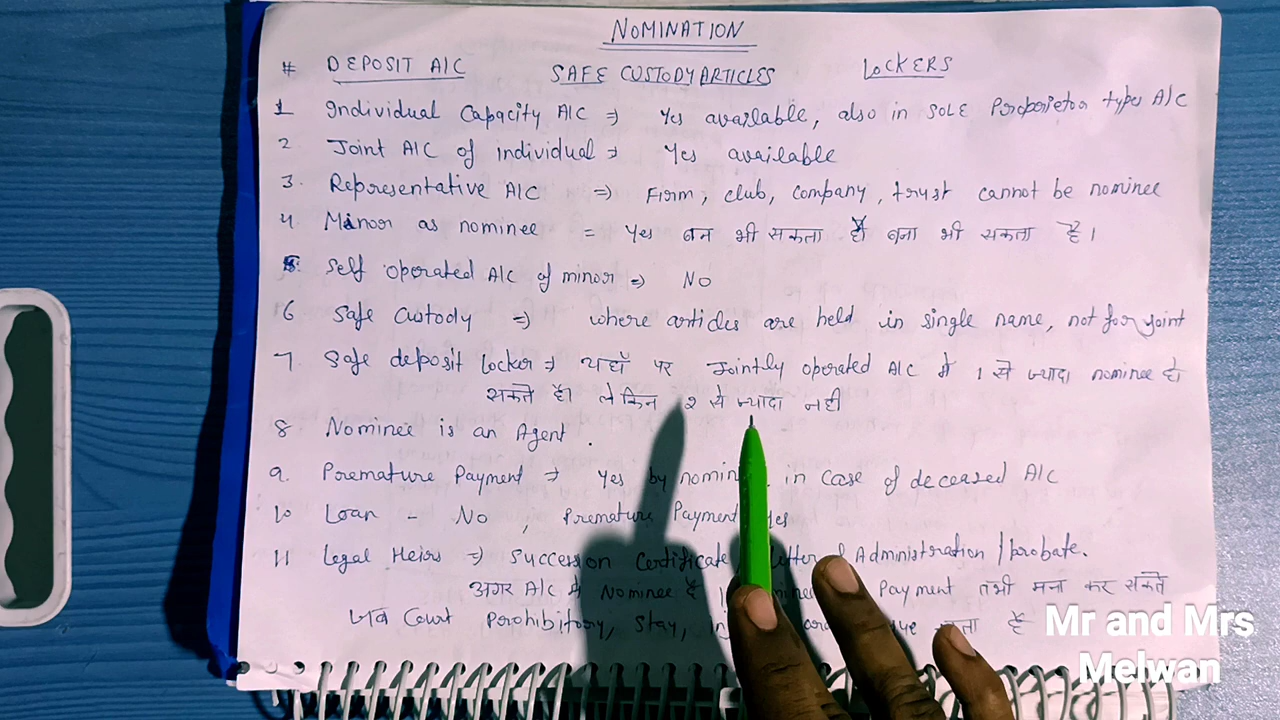 NOMINATION
# DEPOSIT A/C SAFE CUSTODY ARTICLES LOCKERS
1 Individual Capacity A/C ⇒ Yes available, also in SOLE Proprietor types A/C
2 Joint A/C of individual ⇒ Yes available
3. Representative A/C ⇒ Firm, club, company, trust cannot be nominee
4 Minor as nominee = Yes बन भी सकता है बना भी सकता है।
5. Self operated A/C of minor ⇒ No
6 Safe Custody ⇒ where articles are held in single name, not for joint
7. Safe deposit locker ⇒ यहाँ पर Jointly operated A/C में 1 से ज्यादा nominee हो
सकते हैं। लेकिन २ से ज्यादा नही
8 Nominee is an Agent.
9. Premature Payment ⇒ Yes by nomin in case of deceased A/C
10 Loan - No, Premature Payment Yes
11 Legal Heirs ⇒ Succession Certificate Letter Administration/probate.
अगर A/C में Nominee है Payment तभी मना कर सकते
जब Court Prohibitory, Stay, है
Mr and Mrs
Melwan